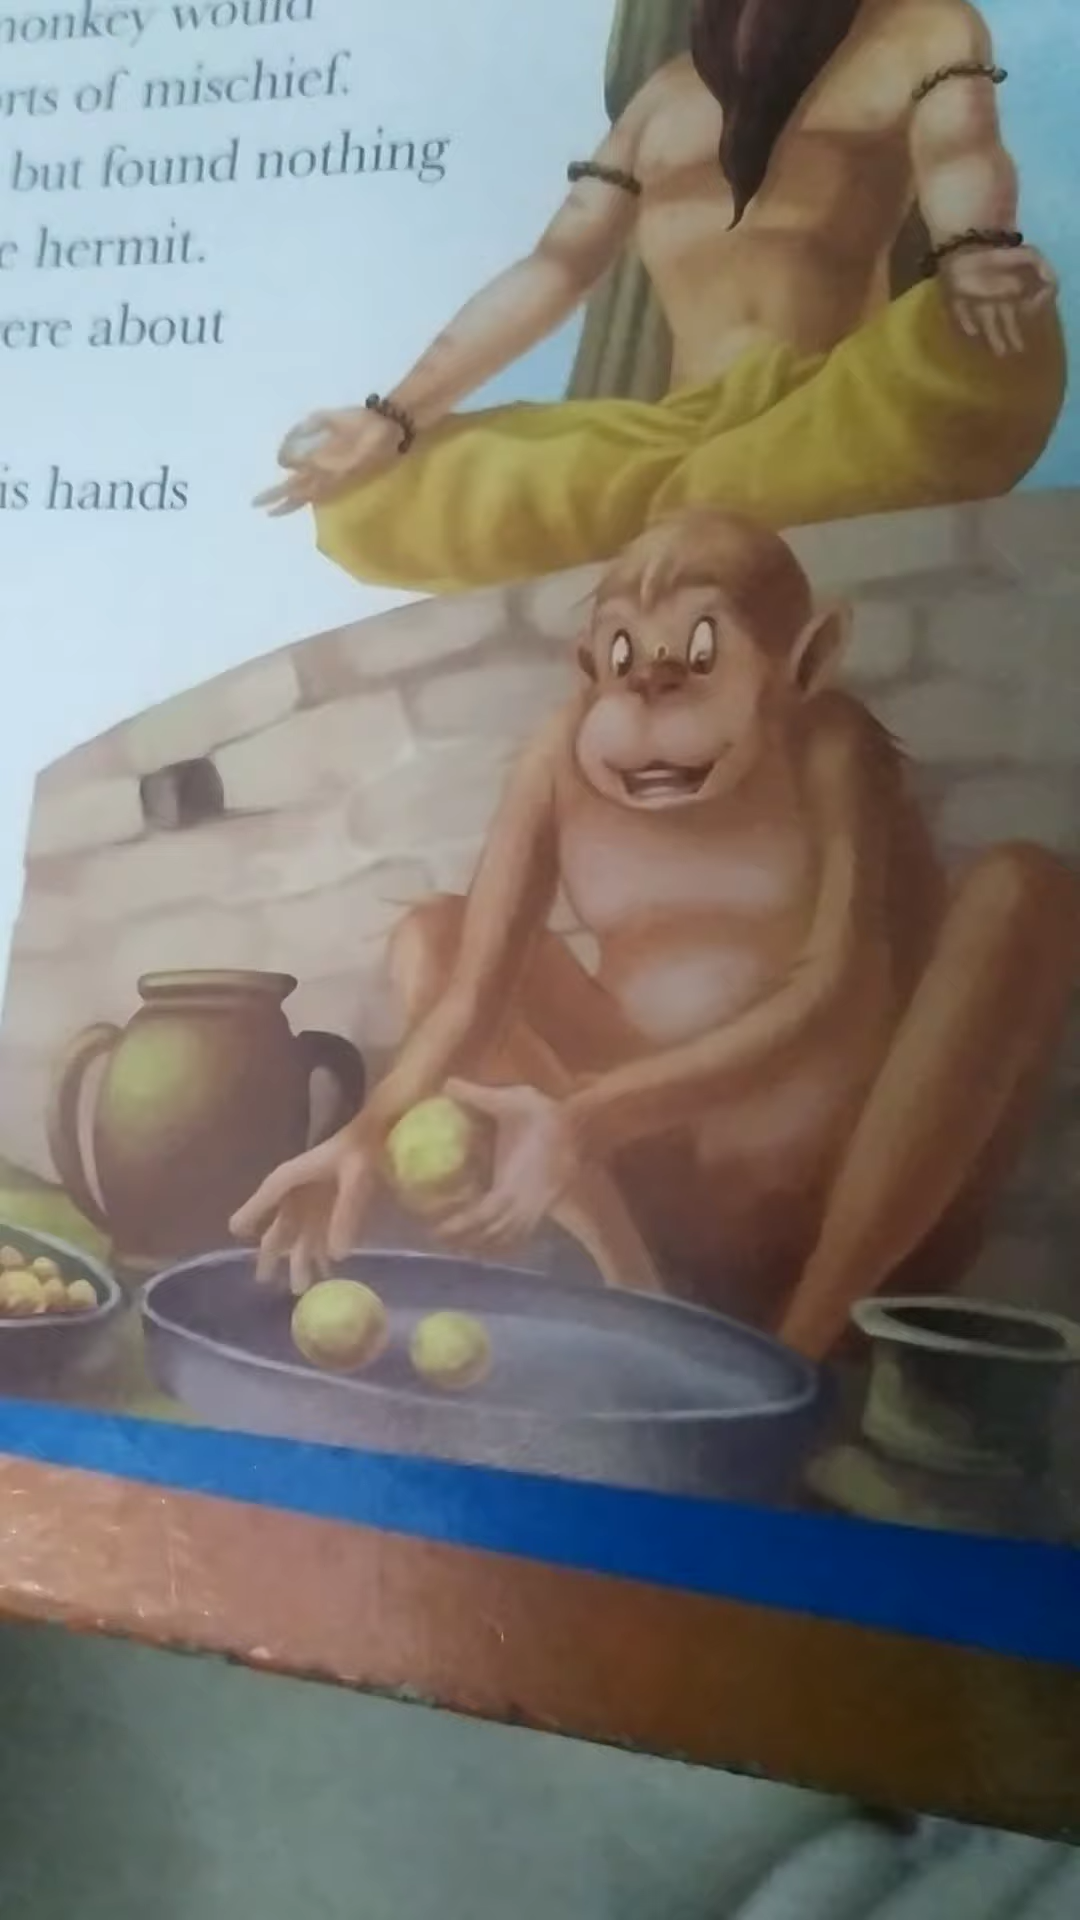 monkey would
rts of mischief.
but found nothing
e hermit.
ere about
is hands